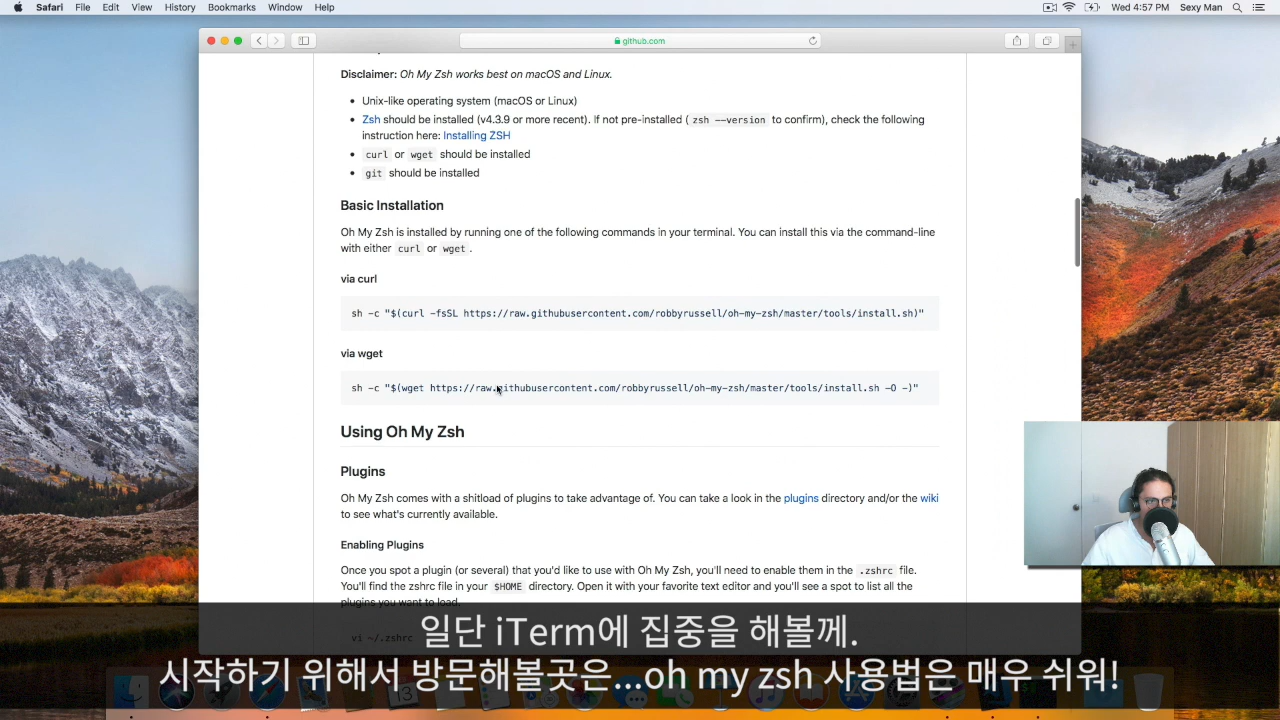 Safari File Edit View History Bookmarks Window Help Wed 4:57 PM Sexy Man
github.com
Disclaimer: Oh My Zsh works best on macOS and Linux.
• Unix-like operating system (macOS or Linux)
• Zsh should be installed (v4.3.9 or more recent). If not pre-installed ( zsh --version to confirm), check the following
instruction here: Installing ZSH
• curl or wget should be installed
• git should be installed
Basic Installation
Oh My Zsh is installed by running one of the following commands in your terminal. You can install this via the command-line
with either curl or wget .
via curl
sh -c "$(curl -fsSL https://raw.githubusercontent.com/robbyrussell/oh-my-zsh/master/tools/install.sh)"
via wget
sh -c "$(wget https://raw.githubusercontent.com/robbyrussell/oh-my-zsh/master/tools/install.sh -O -)"
Using Oh My Zsh
Plugins
Oh My Zsh comes with a shitload of plugins to take advantage of. You can take a look in the plugins directory and/or the wiki
to see what's currently available.
Enabling Plugins
Once you spot a plugin (or several) that you'd like to use with Oh My Zsh, you'll need to enable them in the .zshrc file.
You'll find the zshrc file in your $HOME directory. Open it with your favorite text editor and you'll see a spot to list all the
plugins you want to load.
vi ~/.zshrc
일단 iTerm에 집중을 해볼께.
시작하기 위해서 방문해볼곳은...oh my zsh 사용법은 매우 쉬워!